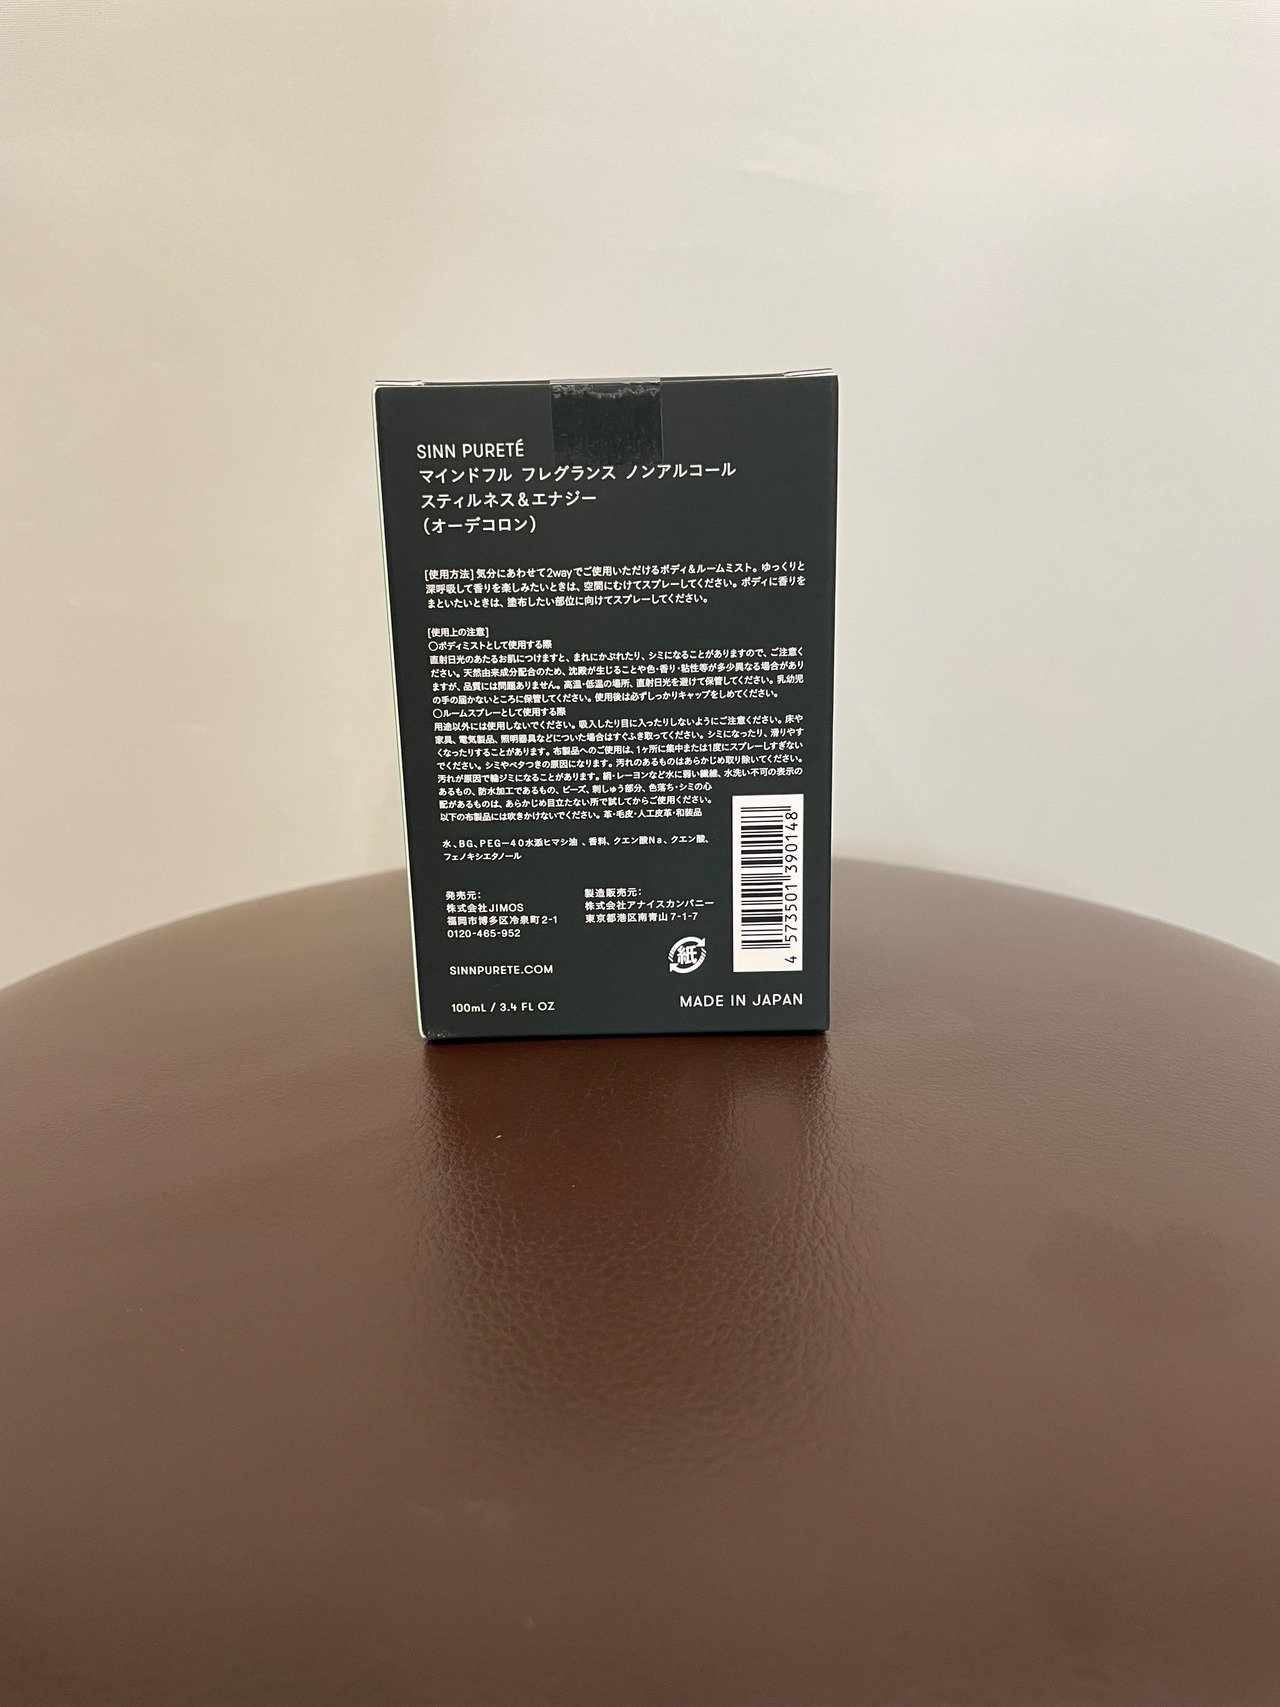 SINN PURETÉ
マインドフル フレグランス ノンアルコール
スティルネス＆エナジー
（オーデコロン）
[使用方法] 気分にあわせて2wayでご使用いただけるボディ&ルームミスト。ゆっくりと
深呼吸して香りを楽しみたいときは、空間にむけてスプレーしてください。ボディに香りを
まといたいときは、塗布したい部位に向けてスプレーしてください。
[使用上の注意]
〇ボディミストとして使用する際
直射日光のあたるお肌につけますと、まれにかぶれたり、シミになることがありますので、ご注意く
ださい。天然由来成分配合のため、沈殿が生じることや色・香り・粘性等が多少異なる場合があり
ますが、品質には問題ありません。高温・低温の場所、直射日光を避けて保管してください。乳幼児
の手の届かないところに保管してください。使用後は必ずしっかりキャップをしめてください。
〇ルームスプレーとして使用する際
用途以外には使用しないでください。吸入したり目に入ったりしないようにご注意ください。床や
家具、電気製品、照明器具などについた場合はすぐふき取ってください。シミになったり、滑りやす
くなったりすることがあります。布製品へのご使用は、1ヶ所に集中または1度にスプレーしすぎない
でください。シミやベタつきの原因になります。汚れのあるものはあらかじめ取り除いてください。
汚れが原因で輪ジミになることがあります。絹・レーヨンなど水に弱い繊維、水洗い不可の表示の
あるもの、防水加工であるもの、ビーズ、刺しゅう部分、色落ち・シミの心
配があるものは、あらかじめ目立たない所で試してからご使用ください。
以下の布製品には吹きかけないでください。革・毛皮・人工皮革・和装品
水、BG、PEG−40水添ヒマシ油 、香料、クエン酸Na、クエン酸、
フェノキシエタノール
発売元：
株式会社JIMOS
福岡市博多区冷泉町2-1
0120-465-952
製造販売元：
株式会社アナイスカンパニー
東京都港区南青山7-1-7
SINNPURETE.COM
紙
4 573501 390148
100mL / 3.4 FL OZ
MADE IN JAPAN